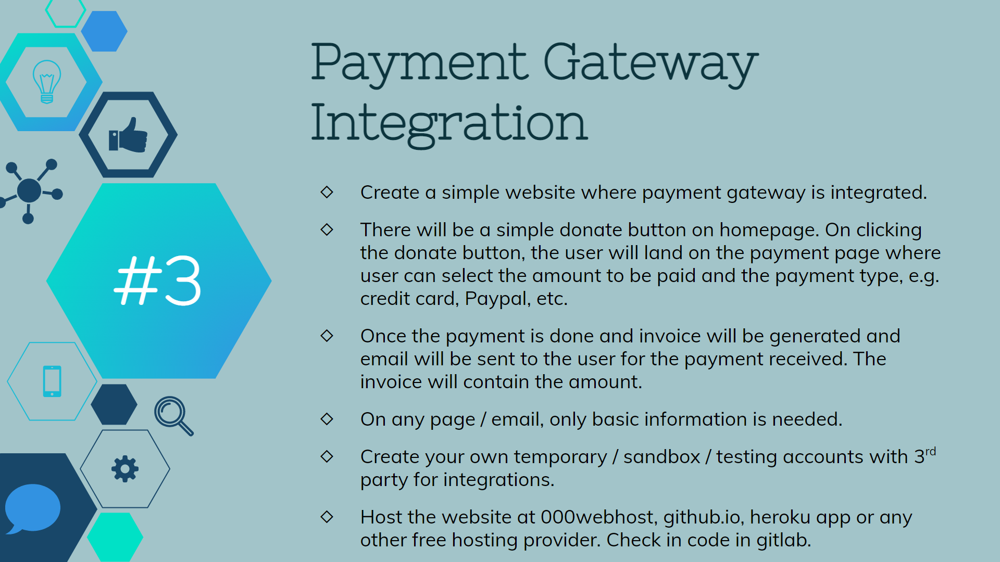 Payment Gateway
Integration
#3
◇ Create a simple website where payment gateway is integrated.
◇ There will be a simple donate button on homepage. On clicking
the donate button, the user will land on the payment page where
user can select the amount to be paid and the payment type, e.g.
credit card, Paypal, etc.
◇ Once the payment is done and invoice will be generated and
email will be sent to the user for the payment received. The
invoice will contain the amount.
◇ On any page / email, only basic information is needed.
◇ Create your own temporary / sandbox / testing accounts with 3rd
party for integrations.
◇ Host the website at 000webhost, github.io, heroku app or any
other free hosting provider. Check in code in gitlab.